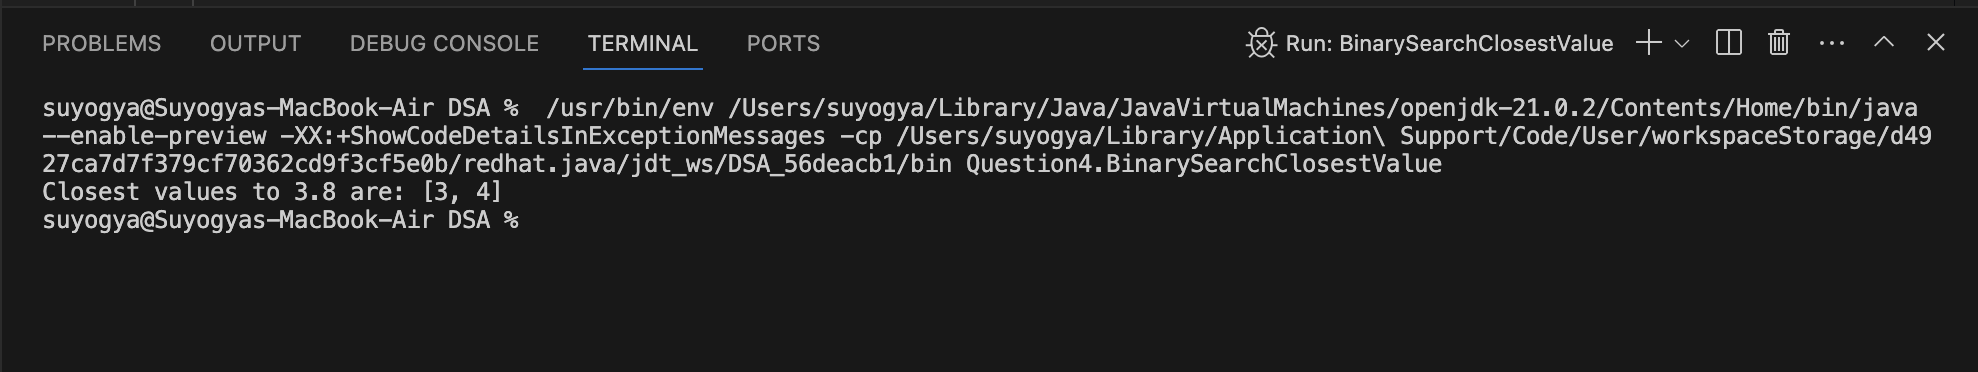 PROBLEMS OUTPUT DEBUG CONSOLE TERMINAL PORTS Run: BinarySearchClosestValue
suyogya@Suyogyas-MacBook-Air DSA %  /usr/bin/env /Users/suyogya/Library/Java/JavaVirtualMachines/openjdk-21.0.2/Contents/Home/bin/java
--enable-preview -XX:+ShowCodeDetailsInExceptionMessages -cp /Users/suyogya/Library/Application\ Support/Code/User/workspaceStorage/d49
27ca7d7f379cf70362cd9f3cf5e0b/redhat.java/jdt_ws/DSA_56deacb1/bin Question4.BinarySearchClosestValue
Closest values to 3.8 are: [3, 4]
suyogya@Suyogyas-MacBook-Air DSA %